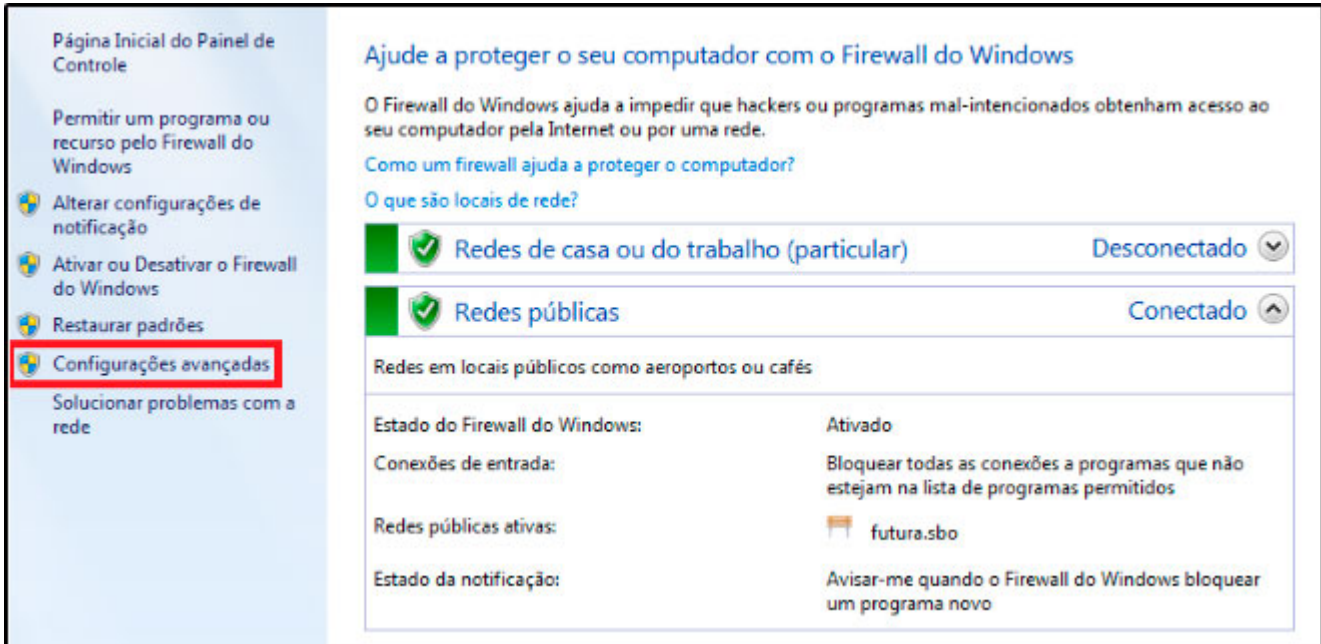 Página Inicial do Painel de
Controle
Permitir um programa ou
recurso pelo Firewall do
Windows
Alterar configurações de
notificação
Ativar ou Desativar o Firewall
do Windows
Restaurar padrões
Configurações avançadas
Solucionar problemas com a
rede
Ajude a proteger o seu computador com o Firewall do Windows
O Firewall do Windows ajuda a impedir que hackers ou programas mal-intencionados obtenham acesso ao
seu computador pela Internet ou por uma rede.
Como um firewall ajuda a proteger o computador?
O que são locais de rede?
Redes de casa ou do trabalho (particular) Desconectado
Redes públicas Conectado
Redes em locais públicos como aeroportos ou cafés
Estado do Firewall do Windows: Ativado
Conexões de entrada: Bloquear todas as conexões a programas que não
estejam na lista de programas permitidos
Redes públicas ativas: futura.sbo
Estado da notificação: Avisar-me quando o Firewall do Windows bloquear
um programa novo